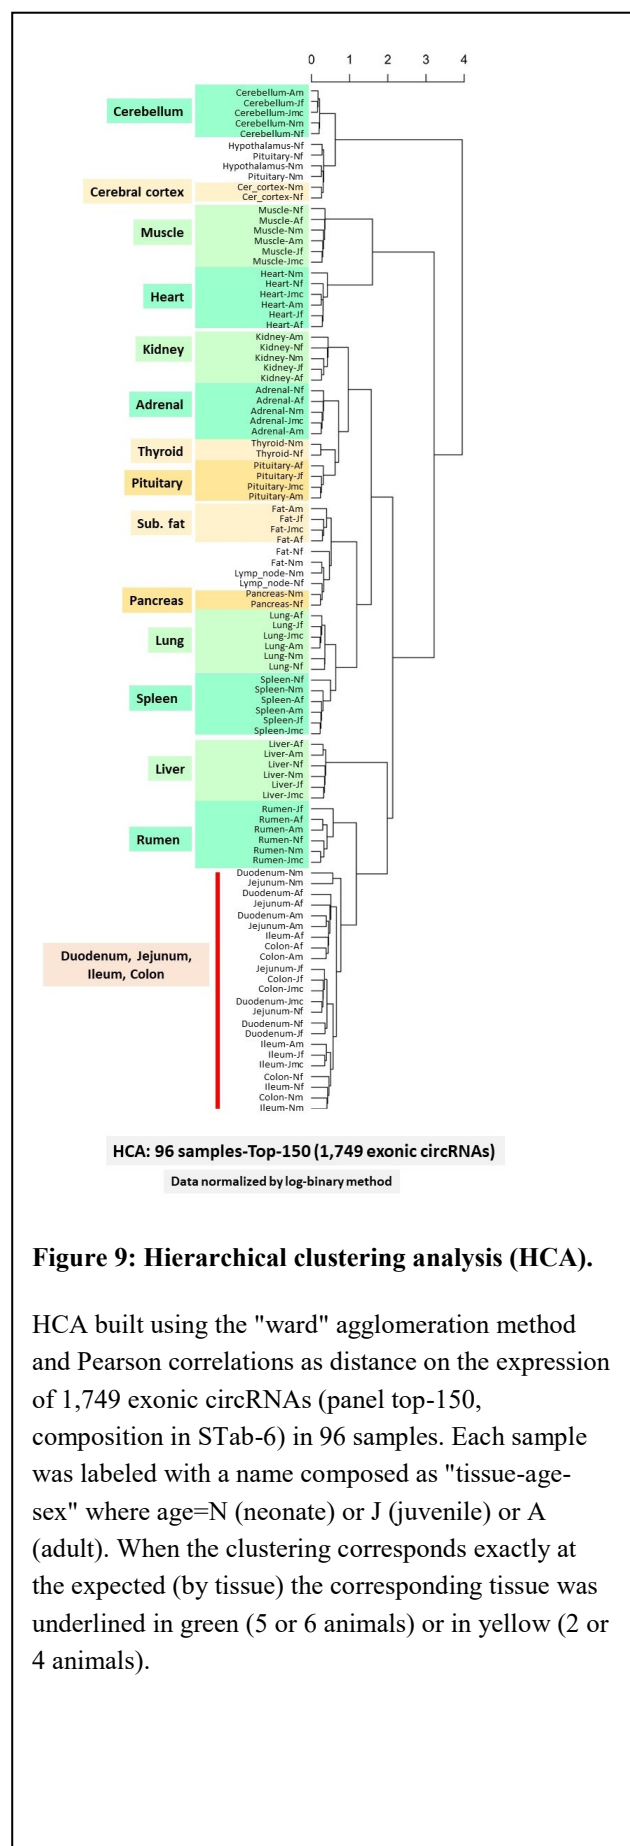 0 1 2 3 4
Cerebellum
Cerebellum-Am
Cerebellum-Jf
Cerebellum-Jmc
Cerebellum-Nm
Cerebellum-Nf
Hypothalamus-Nf
Pituitary-Nf
Hypothalamus-Nm
Pituitary-Nm
Cerebral cortex
Cer_cortex-Nm
Cer_cortex-Nf
Muscle
Muscle-Nf
Muscle-Af
Muscle-Nm
Muscle-Am
Muscle-Jf
Muscle-Jmc
Heart
Heart-Nm
Heart-Nf
Heart-Jmc
Heart-Am
Heart-Jf
Heart-Af
Kidney
Kidney-Am
Kidney-Nf
Kidney-Nm
Kidney-Jf
Kidney-Af
Adrenal
Adrenal-Nf
Adrenal-Af
Adrenal-Nm
Adrenal-Jmc
Adrenal-Am
Thyroid
Thyroid-Nm
Thyroid-Nf
Pituitary
Pituitary-Af
Pituitary-Jf
Pituitary-Jmc
Pituitary-Am
Sub. fat
Fat-Am
Fat-Jf
Fat-Jmc
Fat-Af
Fat-Nf
Fat-Nm
Lymp_node-Nm
Lymp_node-Nf
Pancreas
Pancreas-Nm
Pancreas-Nf
Lung
Lung-Af
Lung-Jf
Lung-Jmc
Lung-Am
Lung-Nm
Lung-Nf
Spleen
Spleen-Nf
Spleen-Nm
Spleen-Af
Spleen-Am
Spleen-Jf
Spleen-Jmc
Liver
Liver-Af
Liver-Am
Liver-Nf
Liver-Nm
Liver-Jf
Liver-Jmc
Rumen
Rumen-Jf
Rumen-Af
Rumen-Am
Rumen-Nf
Rumen-Nm
Rumen-Jmc
Duodenum, Jejunum,
Ileum, Colon
Duodenum-Nm
Jejunum-Nm
Duodenum-Af
Jejunum-Af
Duodenum-Am
Jejunum-Am
Ileum-Af
Colon-Af
Colon-Am
Jejunum-Jf
Colon-Jf
Colon-Jmc
Duodenum-Jmc
Jejunum-Nf
Duodenum-Nf
Duodenum-Jf
Ileum-Am
Ileum-Jf
Ileum-Jmc
Colon-Nf
Ileum-Nf
Colon-Nm
Ileum-Nm
HCA: 96 samples-Top-150 (1,749 exonic circRNAs)
Data normalized by log-binary method
Figure 9: Hierarchical clustering analysis (HCA).
HCA built using the "ward" agglomeration method
and Pearson correlations as distance on the expression
of 1,749 exonic circRNAs (panel top-150,
composition in STab-6) in 96 samples. Each sample
was labeled with a name composed as "tissue-age-
sex" where age=N (neonate) or J (juvenile) or A
(adult). When the clustering corresponds exactly at
the expected (by tissue) the corresponding tissue was
underlined in green (5 or 6 animals) or in yellow (2 or
4 animals).